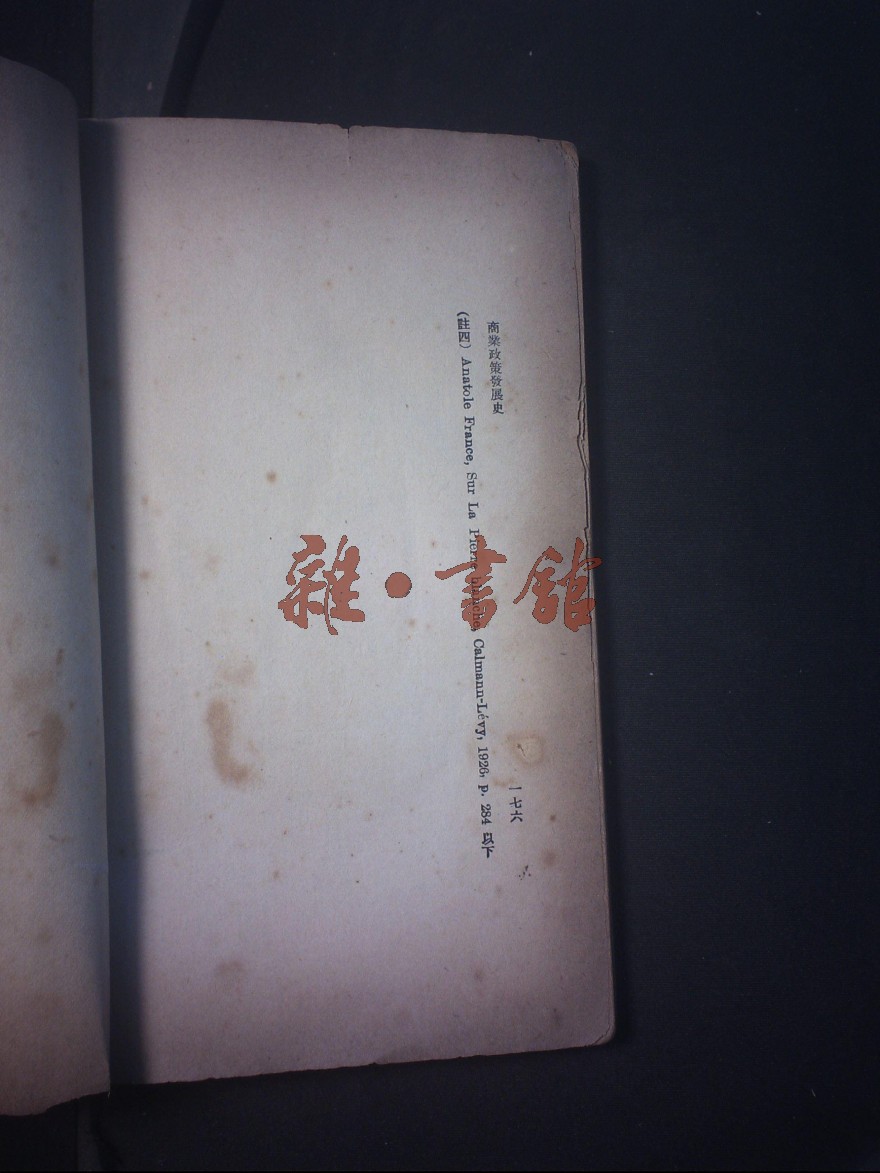 商業政策發展史
一七六
(註四) Anatole France, Sur La Pierre blanche, Calmann-Lévy, 1926, p. 284 以下
雜·書館